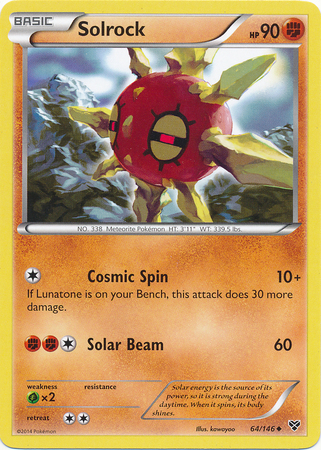 BASIC
Solrock
HP 90
NO. 338 Meteorite Pokémon HT: 3'11" WT: 339.5 lbs.
Cosmic Spin 10+
If Lunatone is on your Bench, this attack does 30 more
damage.
Solar Beam 60
weakness
×2
resistance
retreat
Solar energy is the source of its
power, so it is strong during the
daytime. When it spins, its body
shines.
©2014 Pokémon
Illus. kawayoo
64/146
XY